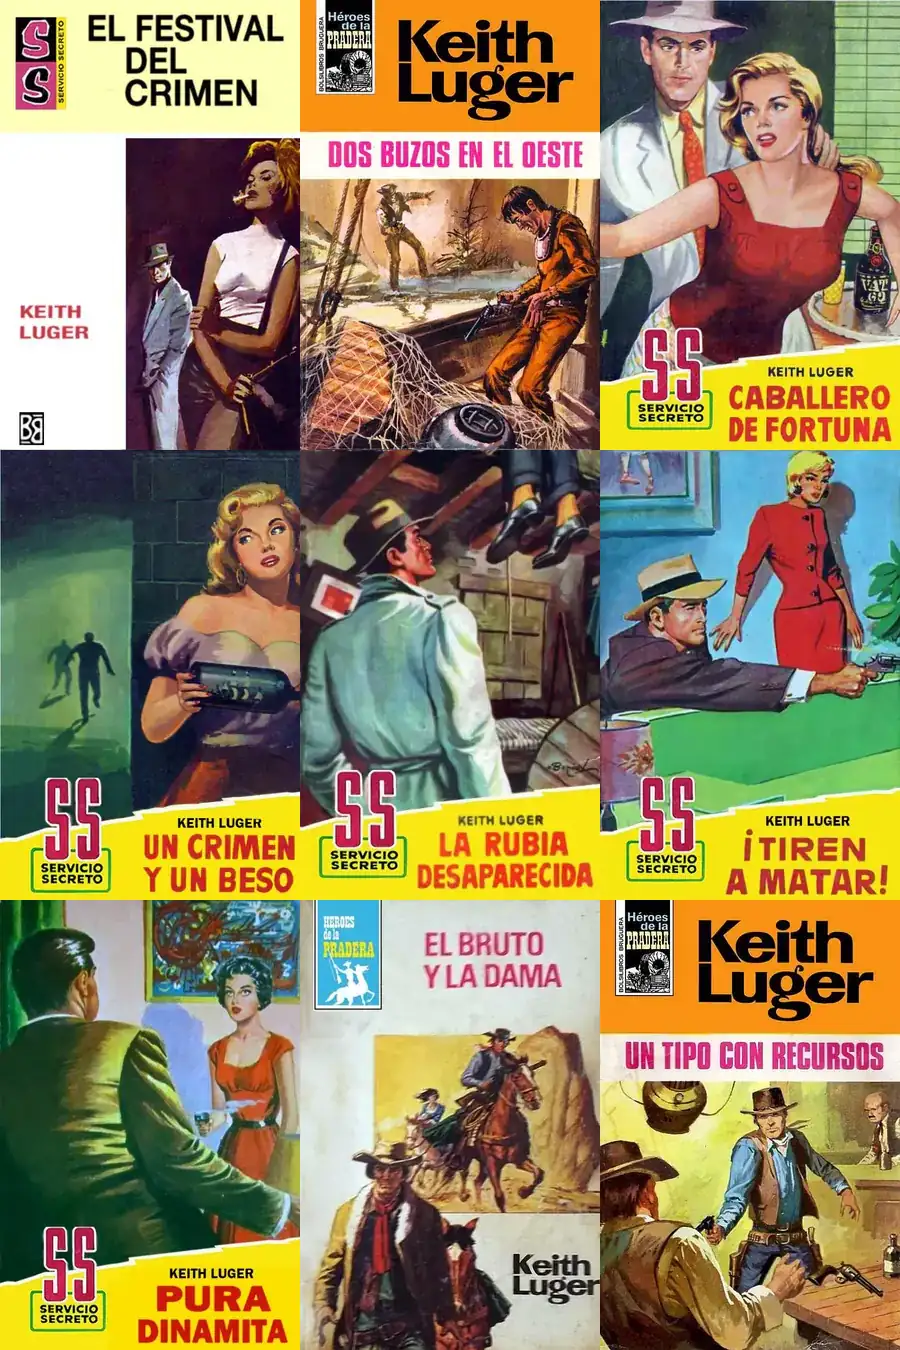 SS
SERVICIO SECRETO
EL FESTIVAL
DEL
CRIMEN
KEITH
LUGER
BB
BOLSILIBROS BRUGUERA
Héroes
de la
PRADERA
Keith
Luger
DOS BUZOS EN EL OESTE
VAT
69
SS
SERVICIO
SECRETO
KEITH LUGER
CABALLERO
DE FORTUNA
SS
SERVICIO
SECRETO
KEITH LUGER
UN CRIMEN
Y UN BESO
SS
SERVICIO
SECRETO
KEITH LUGER
LA RUBIA
DESAPARECIDA
SS
SERVICIO
SECRETO
KEITH LUGER
¡TIREN
A MATAR!
SS
SERVICIO
SECRETO
KEITH LUGER
PURA
DINAMITA
HEROES
de la
PRADERA
EL BRUTO
Y LA DAMA
Keith
Luger
BOLSILIBROS BRUGUERA
Héroes
de la
PRADERA
Keith
Luger
UN TIPO CON RECURSOS